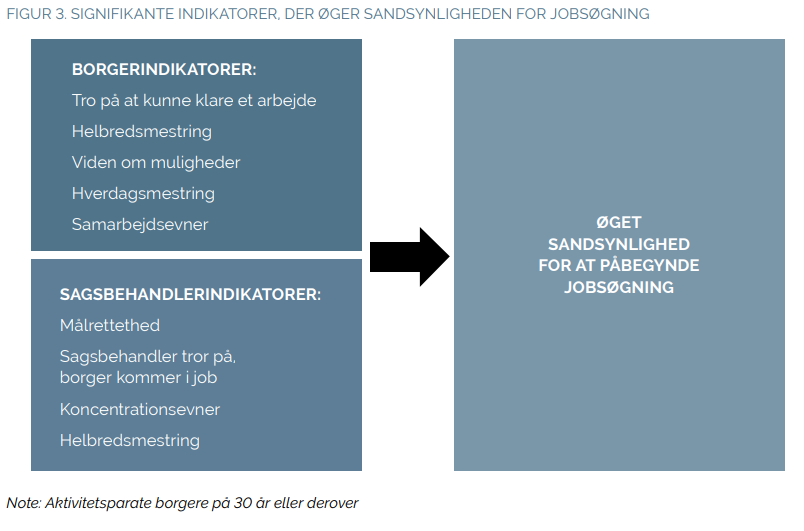 FIGUR 3. SIGNIFIKANTE INDIKATORER, DER ØGER SANDSYNLIGHEDEN FOR JOBSØGNING
BORGERINDIKATORER:
Tro på at kunne klare et arbejde
Helbredsmestring
Viden om muligheder
Hverdagsmestring
Samarbejdsevner
SAGSBEHANDLERINDIKATORER:
Målrettethed
Sagsbehandler tror på,
borger kommer i job
Koncentrationsevner
Helbredsmestring
ØGET
SANDSYNLIGHED
FOR AT PÅBEGYNDE
JOBSØGNING
Note: Aktivitetsparate borgere på 30 år eller derover